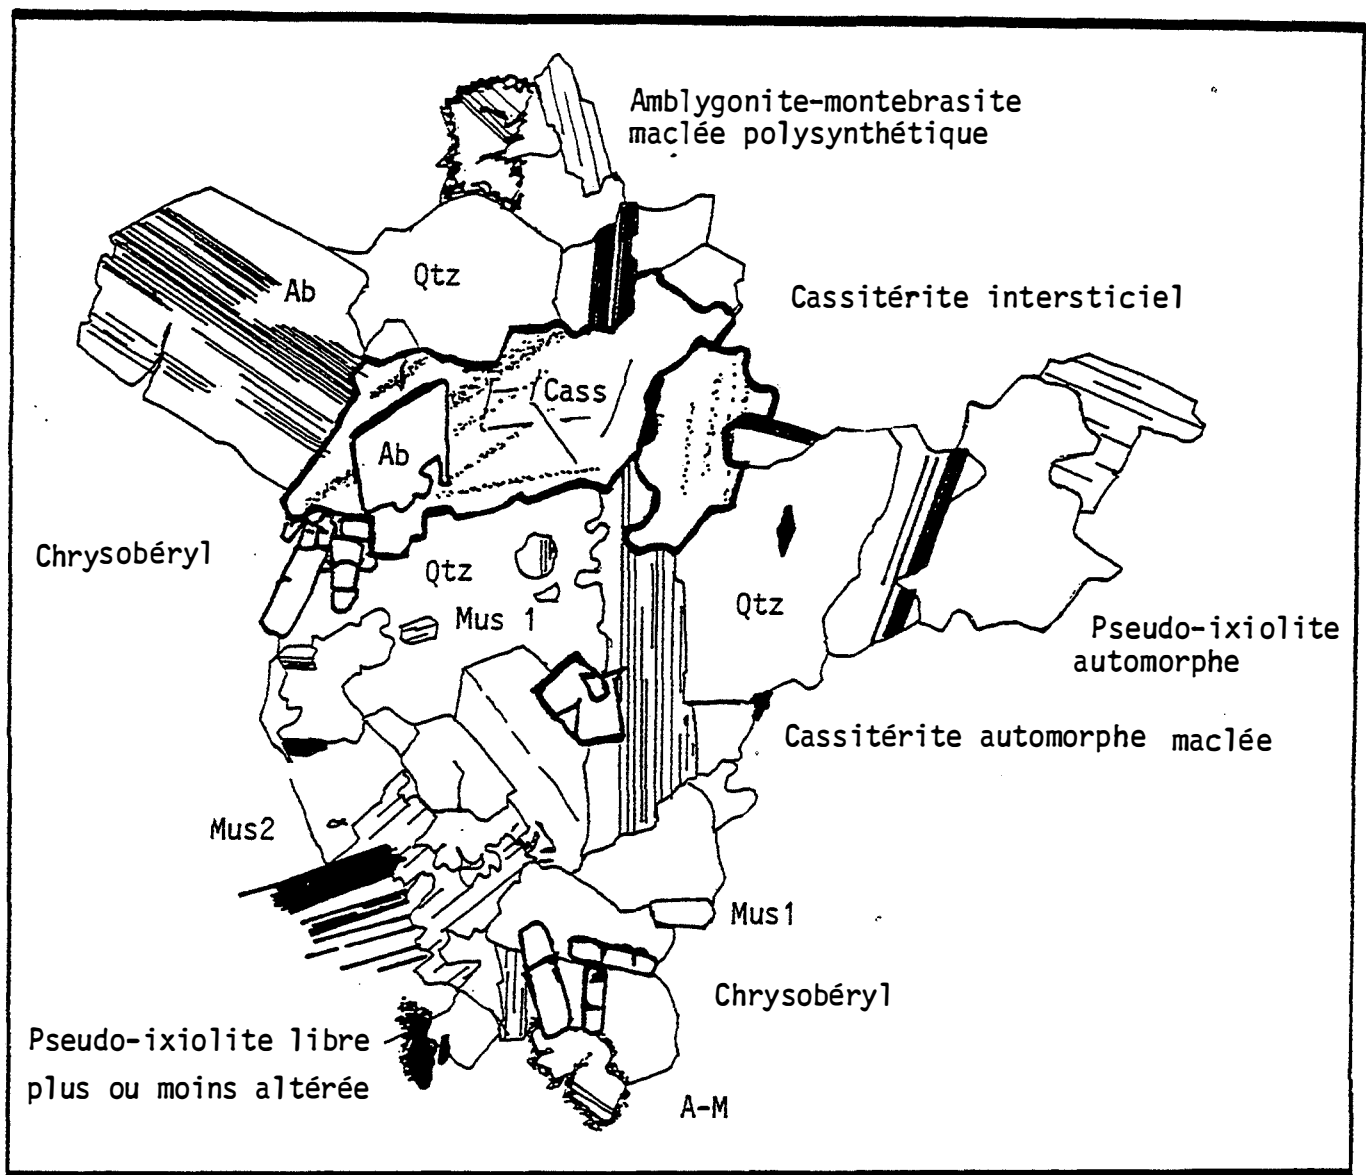 Amblygonite-montebrasite
maclée polysynthétique
Ab
Qtz
Cassitérite intersticiel
Cass
Ab
Chrysobéryl
Qtz
Mus 1
Qtz
Pseudo-ixiolite
automorphe
Cassitérite automorphe maclée
Mus2
Mus1
Chrysobéryl
Pseudo-ixiolite libre
plus ou moins altérée
A-M